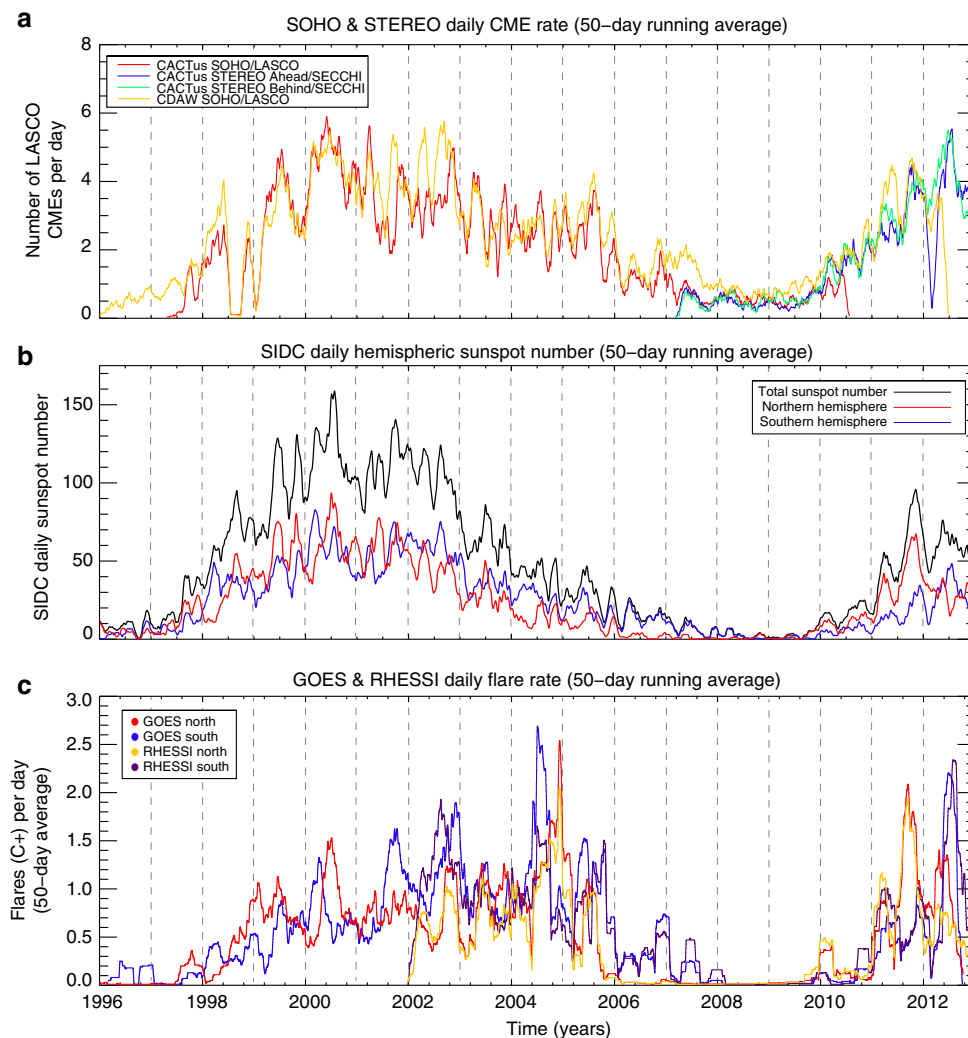 a
SOHO & STEREO daily CME rate (50−day running average)
8
6
4
2
0
Number of LASCO
CMEs per day
CACTus SOHO/LASCO
CACTus STEREO Ahead/SECCHI
CACTus STEREO Behind/SECCHI
CDAW SOHO/LASCO
b
SIDC daily hemispheric sunspot number (50−day running average)
150
100
50
0
SIDC daily sunspot number
Total sunspot number
Northern hemisphere
Southern hemisphere
c
GOES & RHESSI daily flare rate (50−day running average)
3.0
2.5
2.0
1.5
1.0
0.5
0.0
Flares (C+) per day
(50−day average)
GOES north
GOES south
RHESSI north
RHESSI south
1996 1998 2000 2002 2004 2006 2008 2010 2012
Time (years)